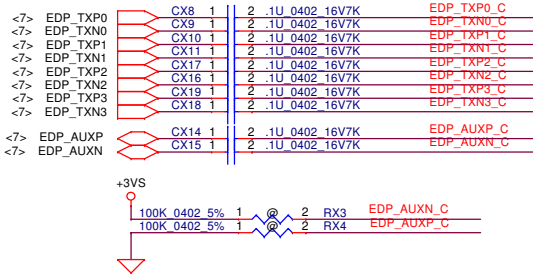 <7> EDP_TXP0 CX8 1 2 .1U_0402_16V7K EDP_TXP0_C
<7> EDP_TXN0 CX9 1 2 .1U_0402_16V7K EDP_TXN0_C
<7> EDP_TXP1 CX10 1 2 .1U_0402_16V7K EDP_TXP1_C
<7> EDP_TXN1 CX11 1 2 .1U_0402_16V7K EDP_TXN1_C
<7> EDP_TXP2 CX17 1 2 .1U_0402_16V7K EDP_TXP2_C
<7> EDP_TXN2 CX16 1 2 .1U_0402_16V7K EDP_TXN2_C
<7> EDP_TXP3 CX19 1 2 .1U_0402_16V7K EDP_TXP3_C
<7> EDP_TXN3 CX18 1 2 .1U_0402_16V7K EDP_TXN3_C
<7> EDP_AUXP CX14 1 2 .1U_0402_16V7K EDP_AUXP_C
<7> EDP_AUXN CX15 1 2 .1U_0402_16V7K EDP_AUXN_C
+3VS
100K_0402_5% 1 @ 2 RX3 EDP_AUXN_C
100K_0402_5% 1 @ 2 RX4 EDP_AUXP_C